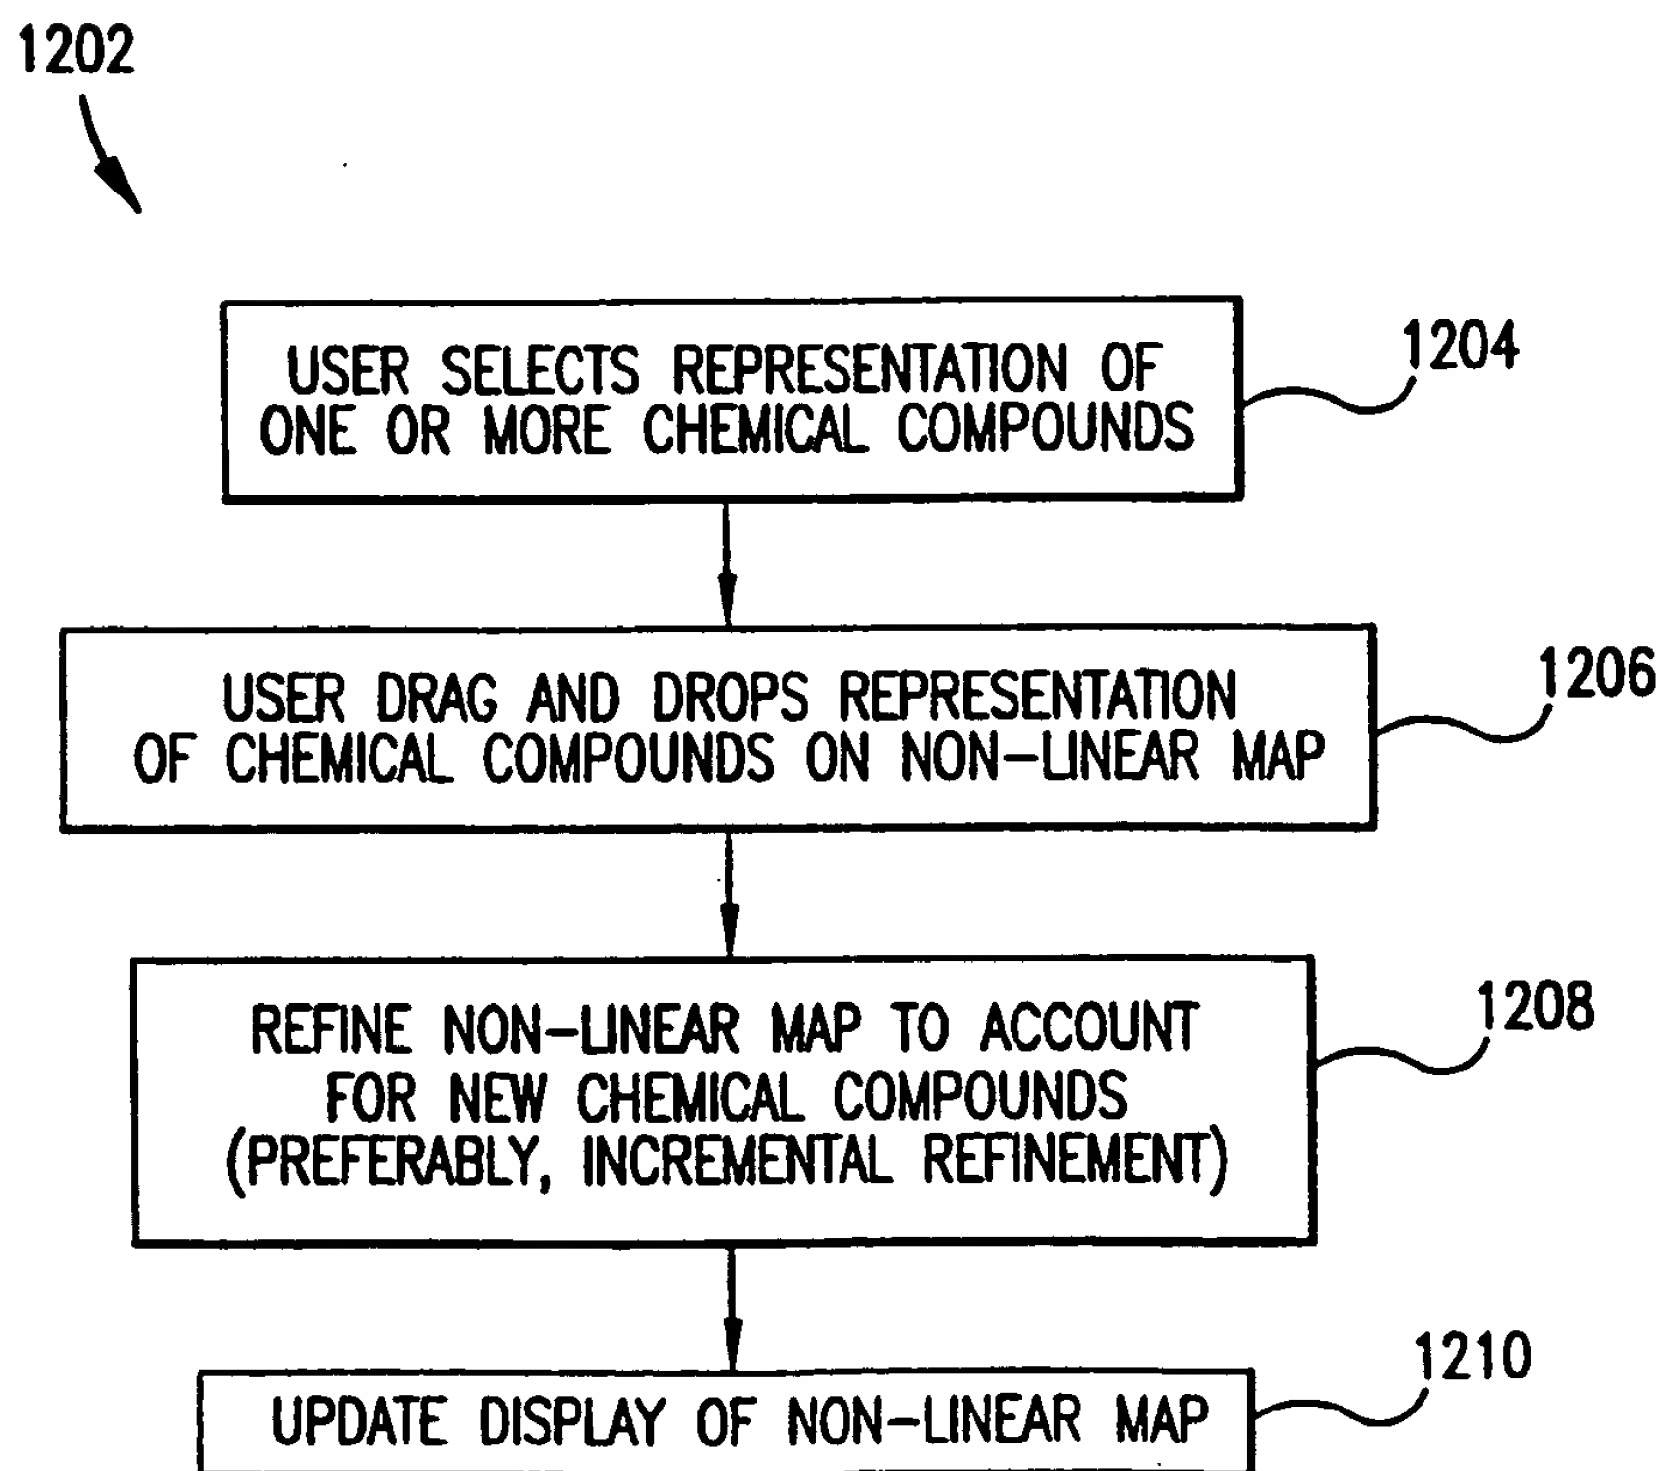 1202
USER SELECTS REPRESENTATION OF
ONE OR MORE CHEMICAL COMPOUNDS
1204
USER DRAG AND DROPS REPRESENTATION
OF CHEMICAL COMPOUNDS ON NON-LINEAR MAP
1206
REFINE NON-LINEAR MAP TO ACCOUNT
FOR NEW CHEMICAL COMPOUNDS
(PREFERABLY, INCREMENTAL REFINEMENT)
1208
UPDATE DISPLAY OF NON-LINEAR MAP
1210